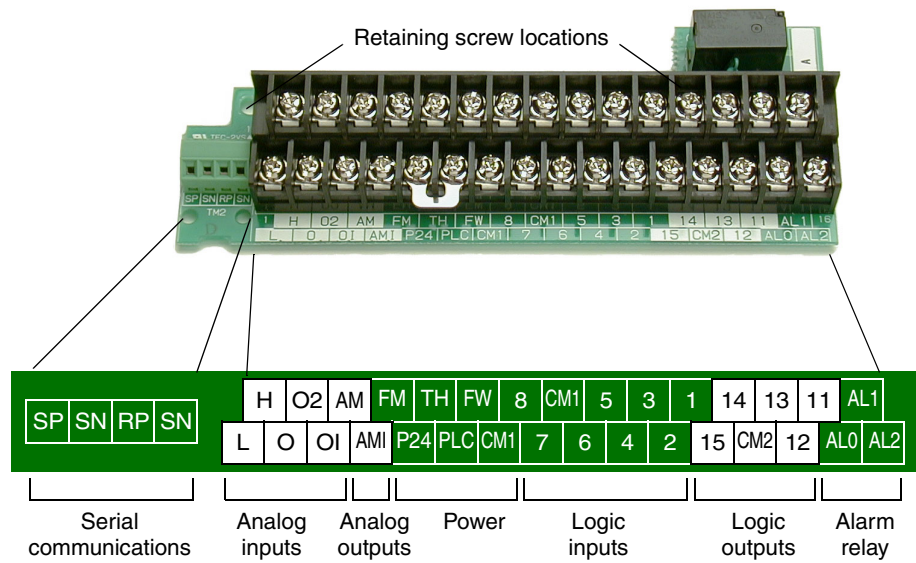 Retaining screw locations
A
SP SN RP SN
TM2
1 H O2 AM FM TH FW 8 CM1 5 3 1 14 13 11 AL1 16
L O OI AMI P24 PLC CM1 7 6 4 2 15 CM2 12 AL0 AL2
H O2 AM FM TH FW 8 CM1 5 3 1 14 13 11 AL1
SP SN RP SN
L O OI AMI P24 PLC CM1 7 6 4 2 15 CM2 12 AL0 AL2
Serial communications
Analog inputs
Analog outputs
Power
Logic inputs
Logic outputs
Alarm relay